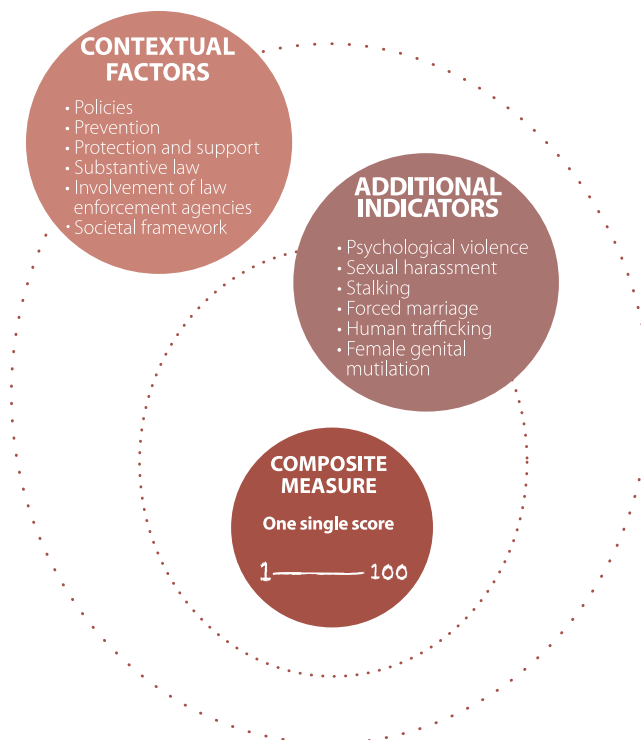 CONTEXTUAL
FACTORS
• Policies
• Prevention
• Protection and support
• Substantive law
• Involvement of law
enforcement agencies
• Societal framework
ADDITIONAL
INDICATORS
• Psychological violence
• Sexual harassment
• Stalking
• Forced marriage
• Human trafficking
• Female genital
mutilation
COMPOSITE
MEASURE
One single score
1 100